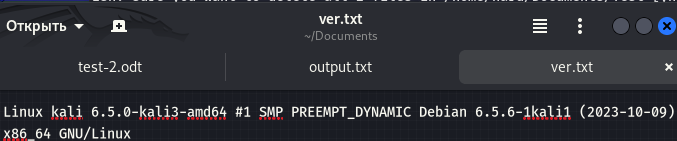 ver.txt
Открыть
~/Documents
test-2.odt
output.txt
ver.txt
Linux kali 6.5.0-kali3-amd64 #1 SMP PREEMPT_DYNAMIC Debian 6.5.6-1kali1 (2023-10-09)
x86_64 GNU/Linux